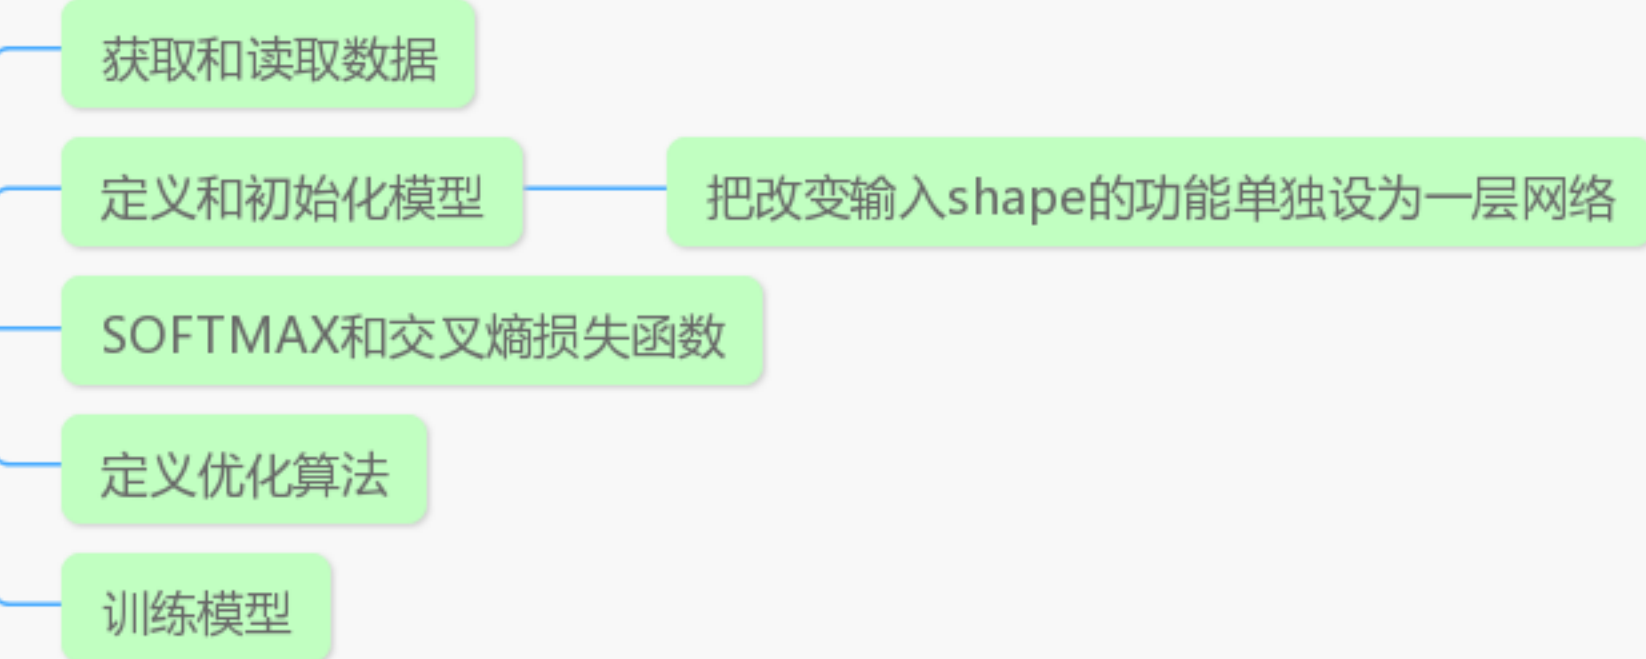 获取和读取数据
定义和初始化模型
把改变输入shape的功能单独设为一层网络
SOFTMAX和交叉熵损失函数
定义优化算法
训练模型